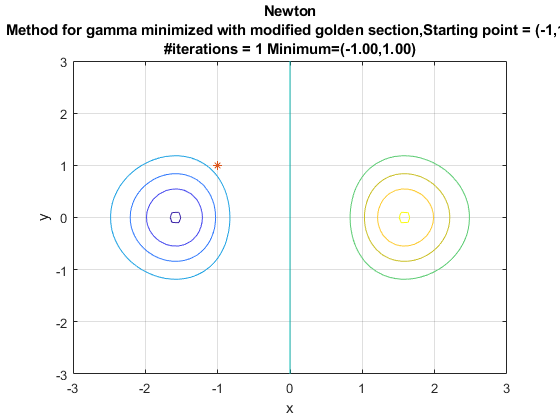 Newton
Method for gamma minimized with modified golden section,Starting point = (-1,
#iterations = 1 Minimum=(-1.00,1.00)
3
2
1
0
-1
-2
-3
y
-3 -2 -1 0 1 2 3
x